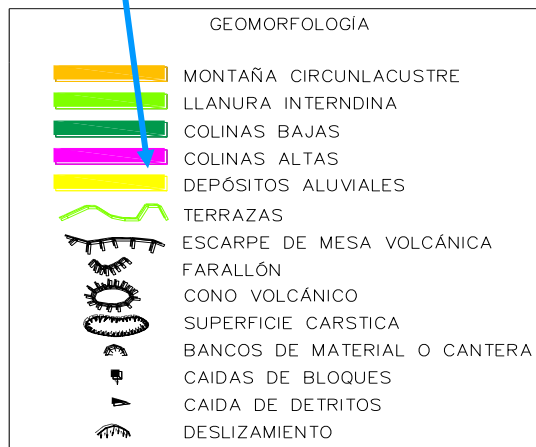 GEOMORFOLOGÍA
MONTAÑA CIRCUNLACUSTRE
LLANURA INTERNDINA
COLINAS BAJAS
COLINAS ALTAS
DEPÓSITOS ALUVIALES
TERRAZAS
ESCARPE DE MESA VOLCÁNICA
FARALLÓN
CONO VOLCÁNICO
SUPERFICIE CARSTICA
BANCOS DE MATERIAL O CANTERA
CAIDAS DE BLOQUES
CAIDA DE DETRITOS
DESLIZAMIENTO